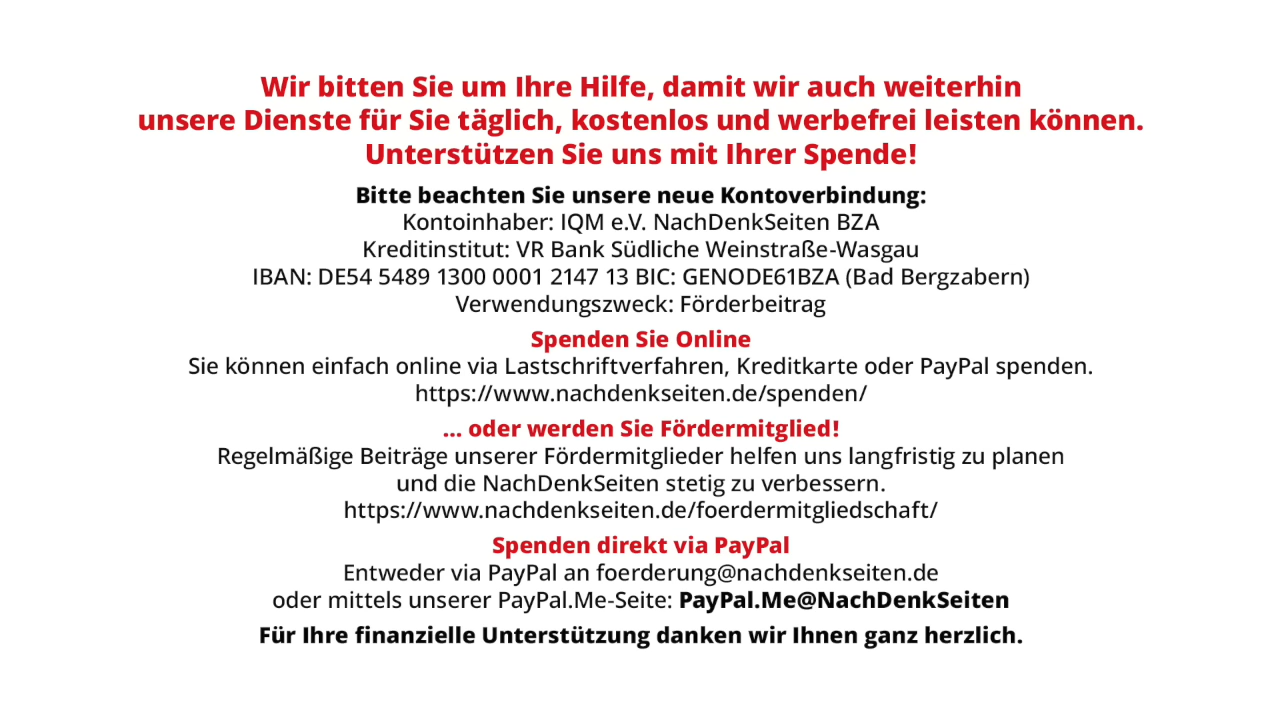 Wir bitten Sie um Ihre Hilfe, damit wir auch weiterhin
unsere Dienste für Sie täglich, kostenlos und werbefrei leisten können.
Unterstützen Sie uns mit Ihrer Spende!
Bitte beachten Sie unsere neue Kontoverbindung:
Kontoinhaber: IQM e.V. NachDenkSeiten BZA
Kreditinstitut: VR Bank Südliche Weinstraße-Wasgau
IBAN: DE54 5489 1300 0001 2147 13 BIC: GENODE61BZA (Bad Bergzabern)
Verwendungszweck: Förderbeitrag
Spenden Sie Online
Sie können einfach online via Lastschriftverfahren, Kreditkarte oder PayPal spenden.
https://www.nachdenkseiten.de/spenden/
... oder werden Sie Fördermitglied!
Regelmäßige Beiträge unserer Fördermitglieder helfen uns langfristig zu planen
und die NachDenkSeiten stetig zu verbessern.
https://www.nachdenkseiten.de/foerdermitgliedschaft/
Spenden direkt via PayPal
Entweder via PayPal an foerderung@nachdenkseiten.de
oder mittels unserer PayPal.Me-Seite: PayPal.Me@NachDenkSeiten
Für Ihre finanzielle Unterstützung danken wir Ihnen ganz herzlich.